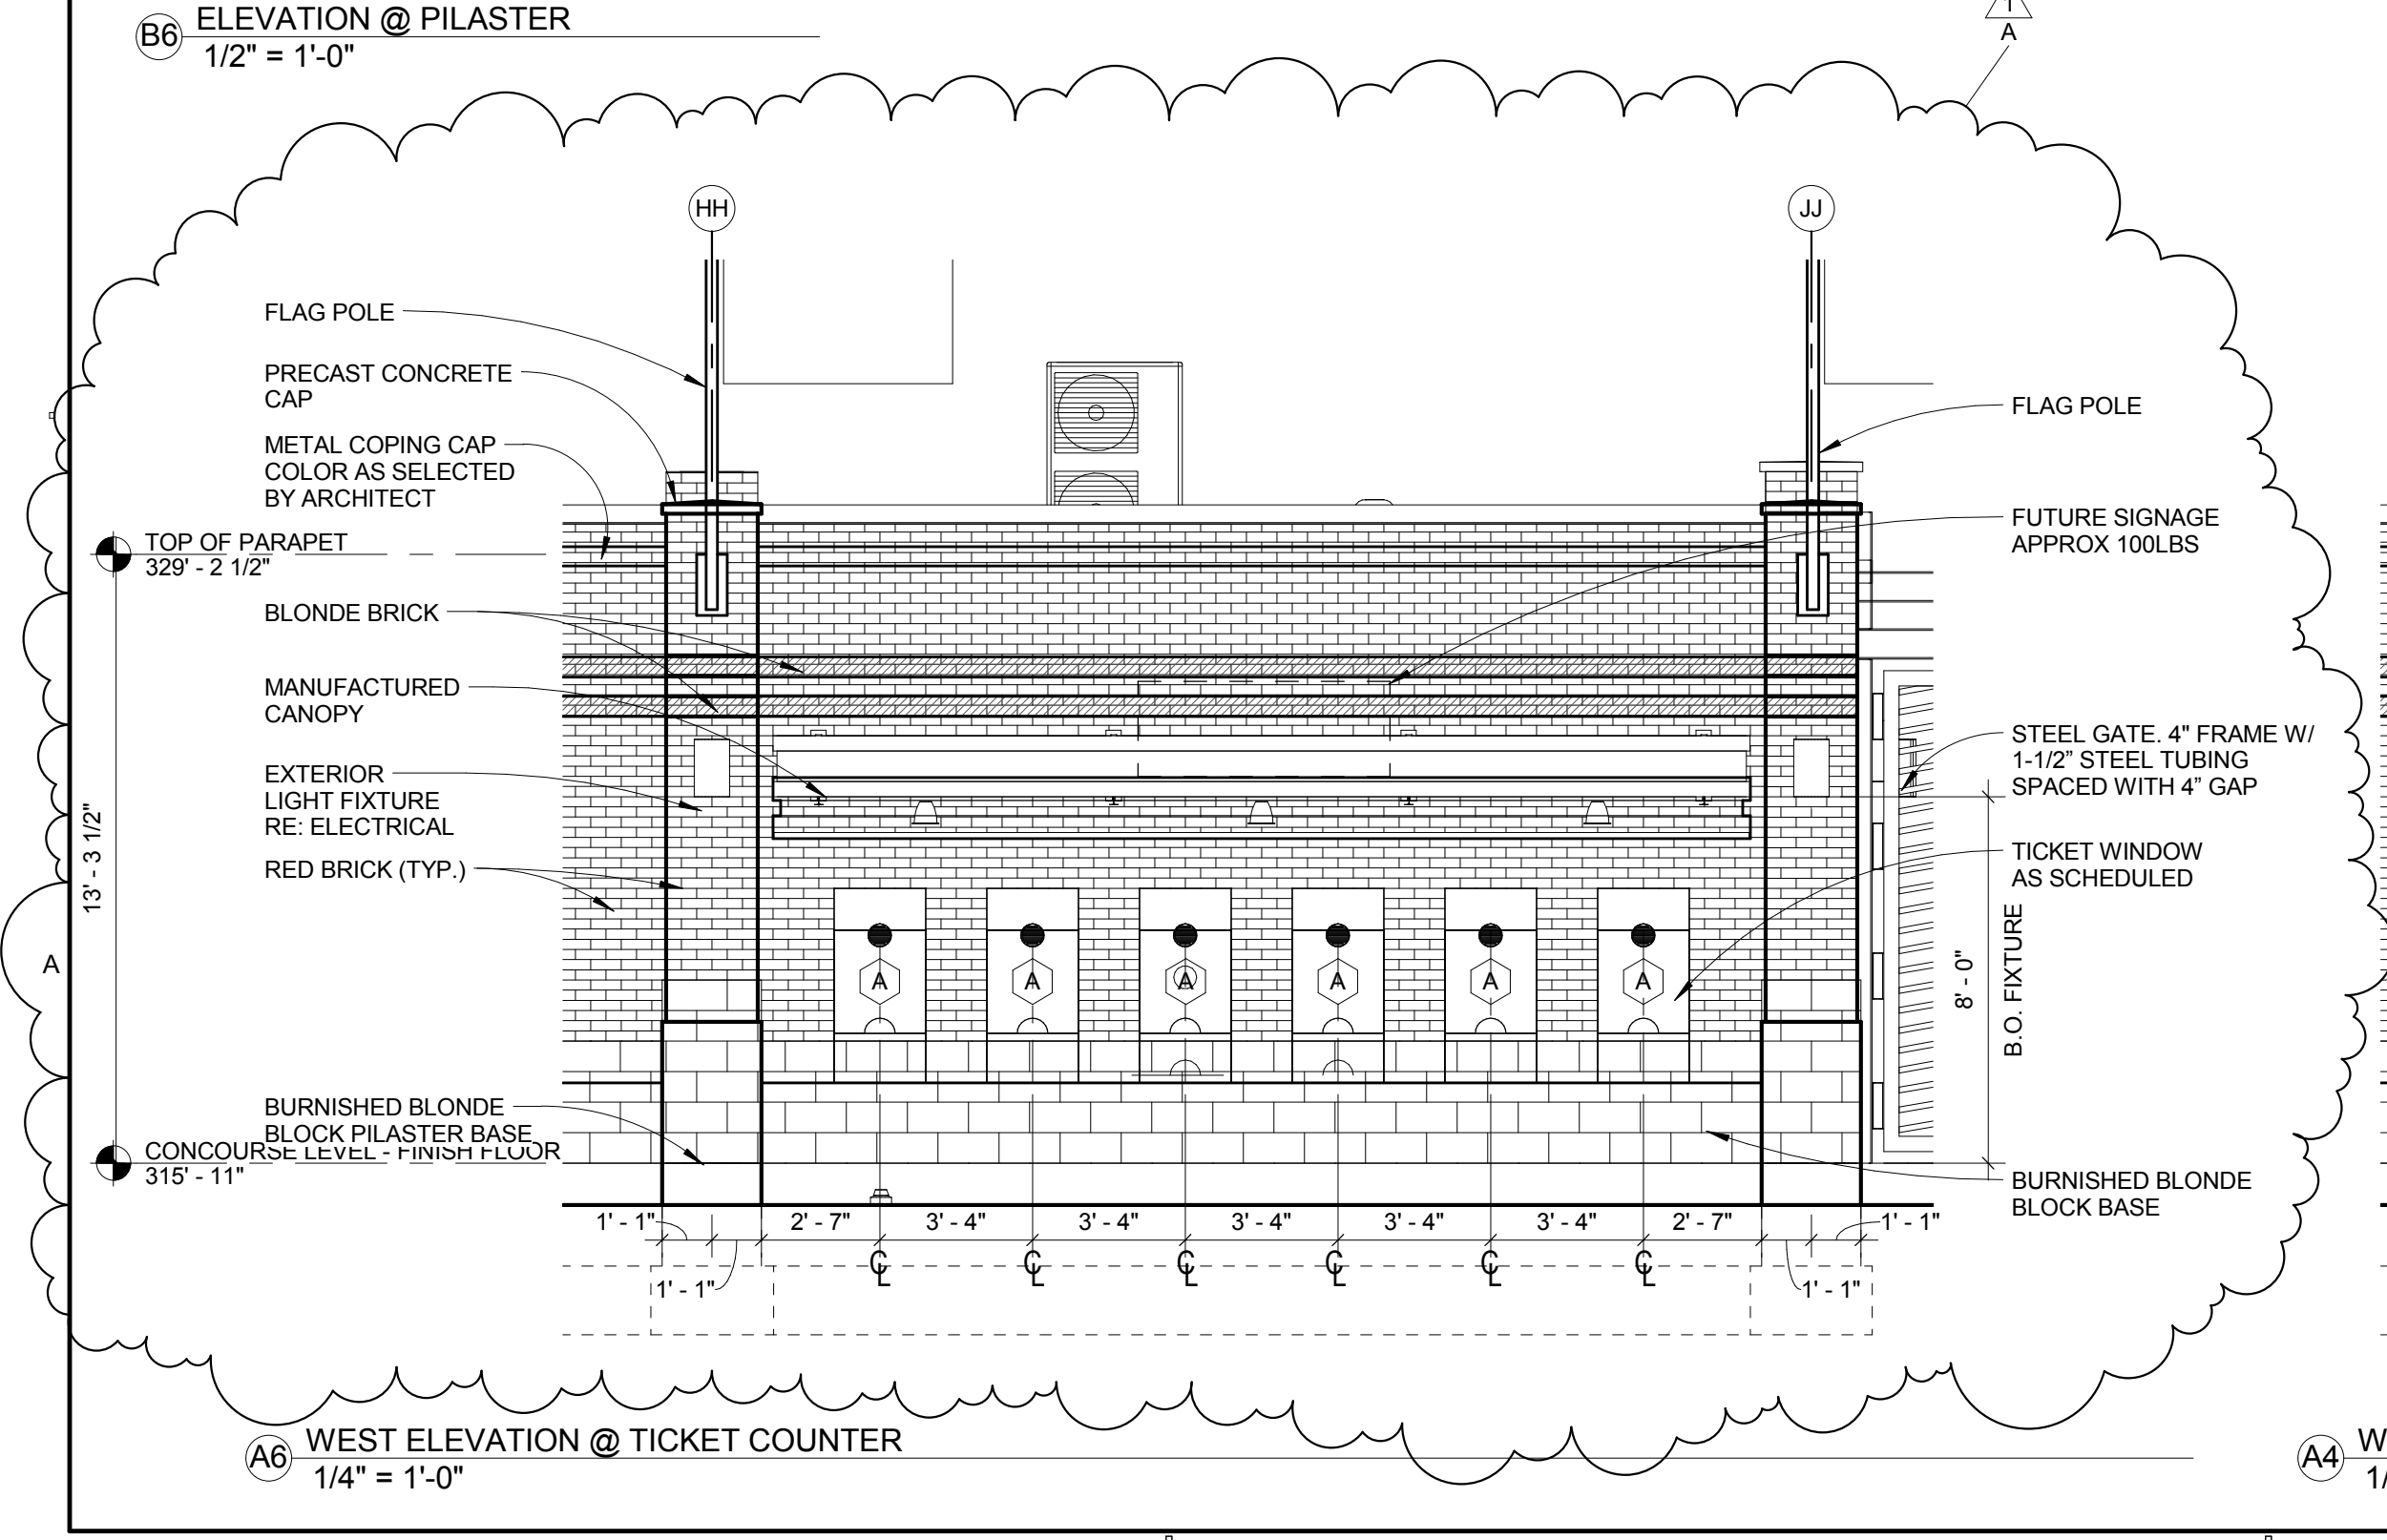 B6
ELEVATION @ PILASTER
1/2" = 1'-0"
1
A
HH
JJ
FLAG POLE
PRECAST CONCRETE
CAP
METAL COPING CAP
COLOR AS SELECTED
BY ARCHITECT
TOP OF PARAPET
329' - 2 1/2"
BLONDE BRICK
MANUFACTURED
CANOPY
EXTERIOR
LIGHT FIXTURE
RE: ELECTRICAL
RED BRICK (TYP.)
13' - 3 1/2"
A
BURNISHED BLONDE
BLOCK PILASTER BASE
CONCOURSE LEVEL - FINISH FLOOR
315' - 11"
FLAG POLE
FUTURE SIGNAGE
APPROX 100LBS
STEEL GATE. 4" FRAME W/
1-1/2” STEEL TUBING
SPACED WITH 4” GAP
TICKET WINDOW
AS SCHEDULED
8' - 0"
B.O. FIXTURE
BURNISHED BLONDE
BLOCK BASE
A A A A A A
1' - 1" 2' - 7" 3' - 4" 3' - 4" 3' - 4" 3' - 4" 3' - 4" 2' - 7" 1' - 1"
CL CL CL CL CL CL
1' - 1" 1' - 1"
A6
WEST ELEVATION @ TICKET COUNTER
1/4" = 1'-0"
A4